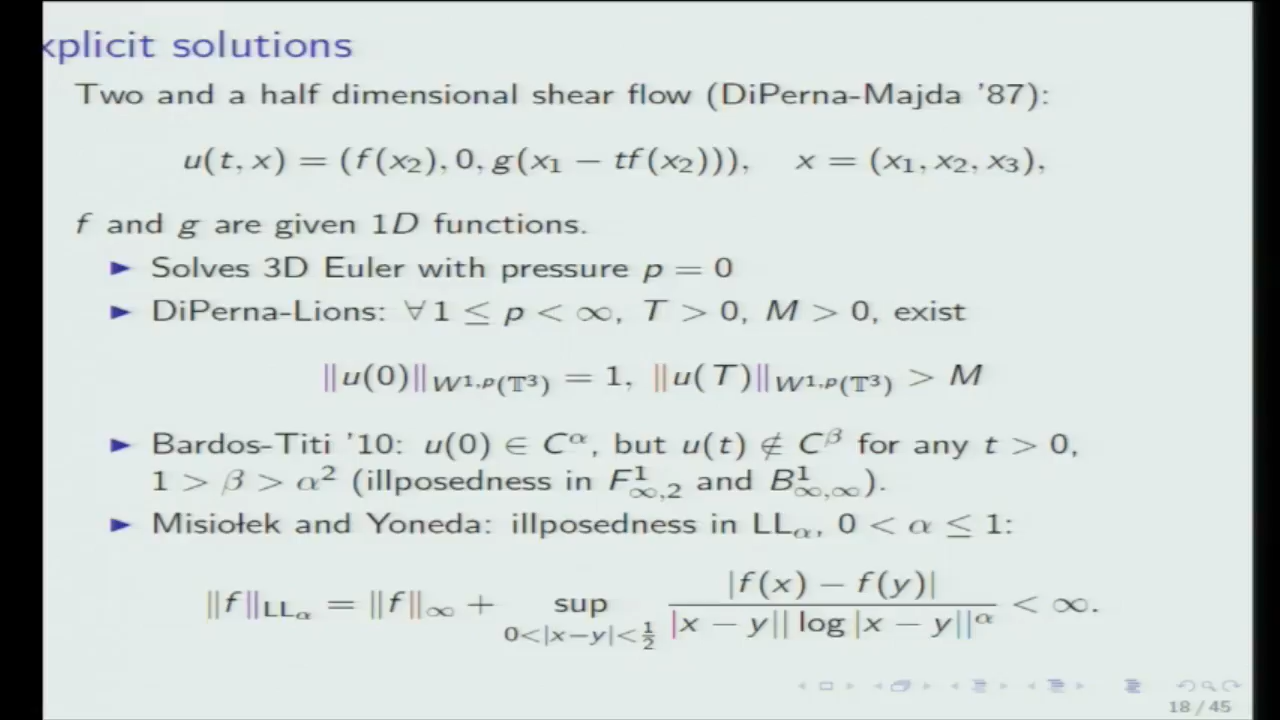 xplicit solutions
Two and a half dimensional shear flow (DiPerna-Majda '87):
u(t, x) = (f(x₂), 0, g(x₁ − tf(x₂))), x = (x₁, x₂, x₃),
f and g are given 1D functions.
► Solves 3D Euler with pressure p = 0
► DiPerna-Lions: ∀ 1 ≤ p < ∞, T > 0, M > 0, exist
‖u(0)‖_{W^{1,p}(𝕋³)} = 1, ‖u(T)‖_{W^{1,p}(𝕋³)} > M
► Bardos-Titi '10: u(0) ∈ C^α, but u(t) ∉ C^β for any t > 0,
1 > β > α² (illposedness in F¹_{∞,2} and B¹_{∞,∞}).
► Misiołek and Yoneda: illposedness in LL_α, 0 < α ≤ 1:
‖f‖_{LL_α} = ‖f‖_∞ + sup_{0<|x−y|<1/2} |f(x) − f(y)| / |x − y|| log |x − y||^α < ∞.
18 / 45